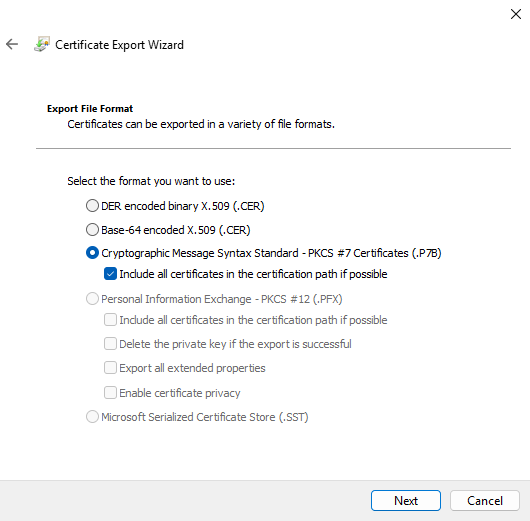 Certificate Export Wizard
Export File Format
Certificates can be exported in a variety of file formats.
Select the format you want to use:
DER encoded binary X.509 (.CER)
Base-64 encoded X.509 (.CER)
Cryptographic Message Syntax Standard - PKCS #7 Certificates (.P7B)
Include all certificates in the certification path if possible
Personal Information Exchange - PKCS #12 (.PFX)
Include all certificates in the certification path if possible
Delete the private key if the export is successful
Export all extended properties
Enable certificate privacy
Microsoft Serialized Certificate Store (.SST)
Next Cancel